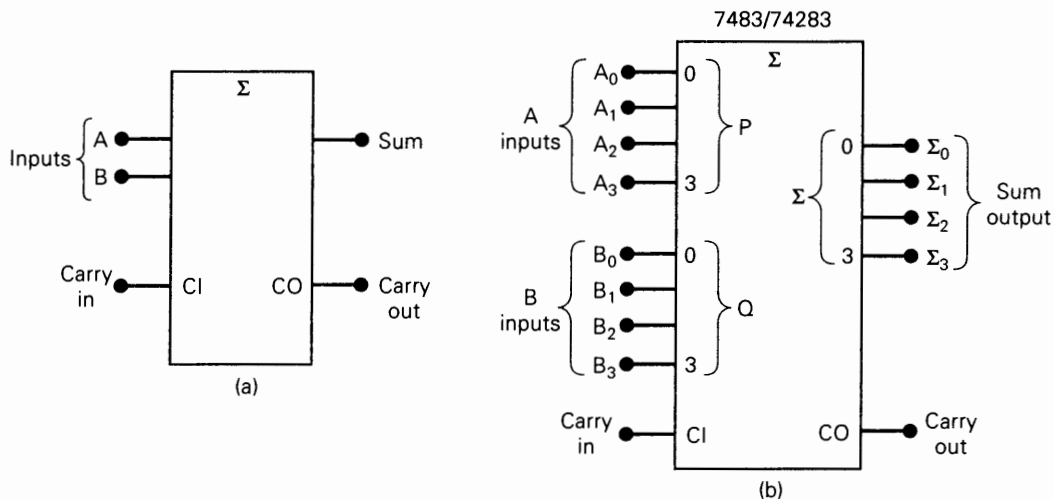 Σ
Inputs
A
B
Sum
Carry
in
CI
CO
Carry
out
(a)
7483/74283
Σ
A
inputs
A₀
A₁
A₂
A₃
0
3
P
B
inputs
B₀
B₁
B₂
B₃
0
3
Q
Σ
0
3
Σ₀
Σ₁
Σ₂
Σ₃
Sum
output
Carry
in
CI
CO
Carry
out
(b)